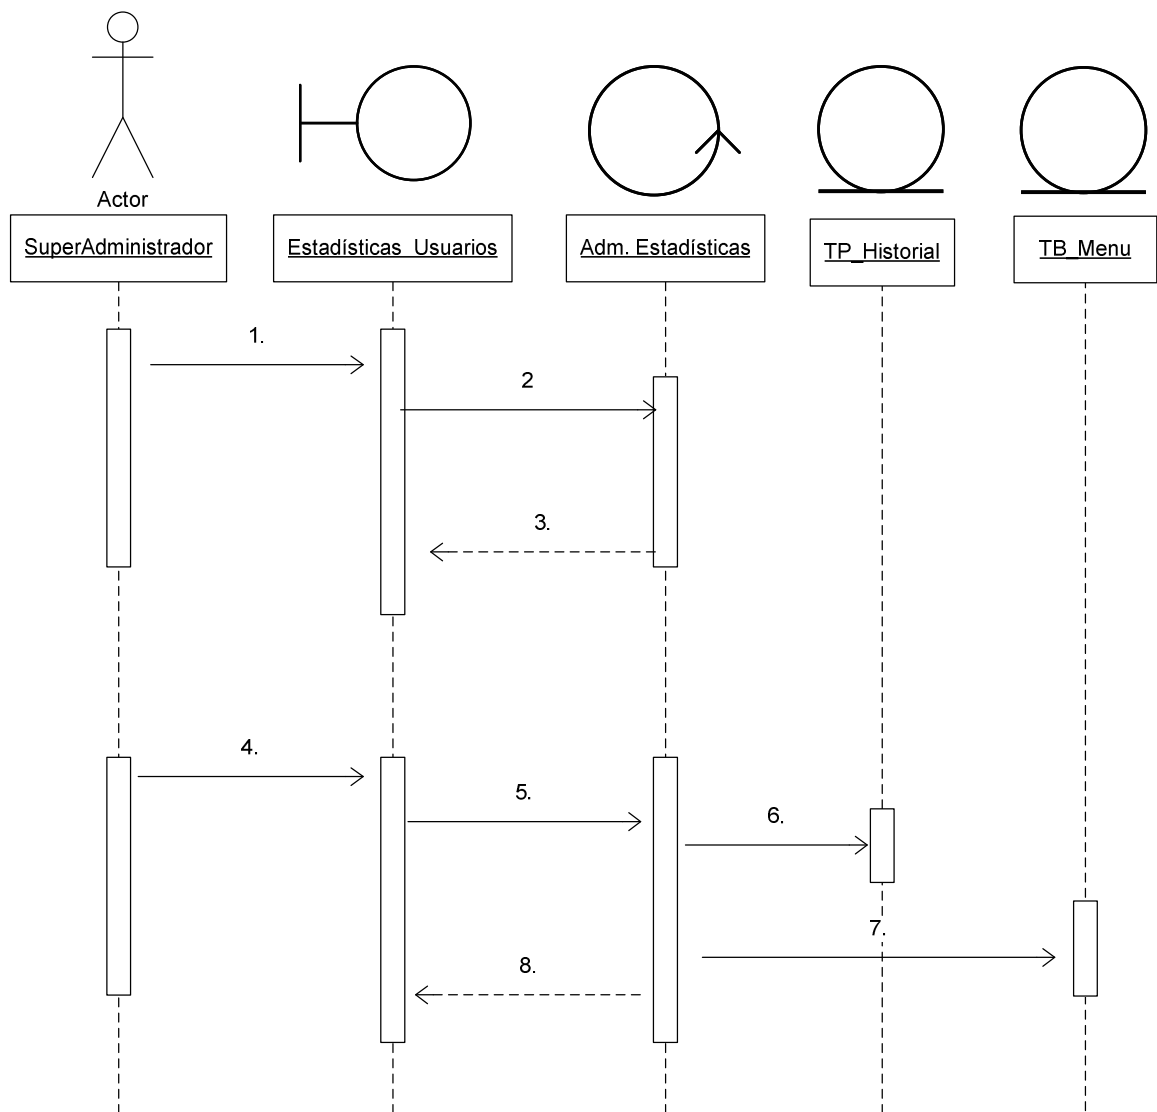 Actor
SuperAdministrador
Estadísticas_Usuarios
Adm. Estadísticas
TP_Historial
TB_Menu
1.
2
3.
4.
5.
6.
7.
8.